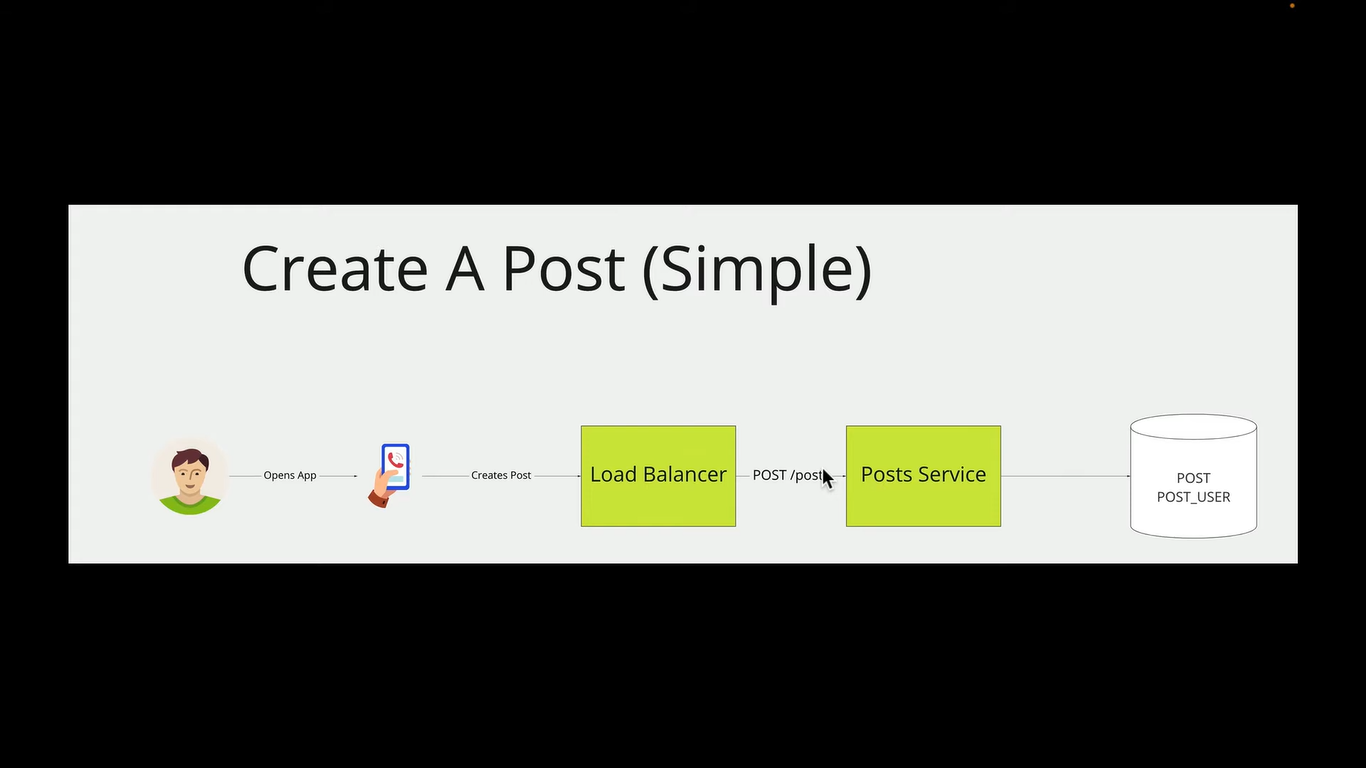 Create A Post (Simple)
Opens App
Creates Post
Load Balancer
POST /post
Posts Service
POST
POST_USER